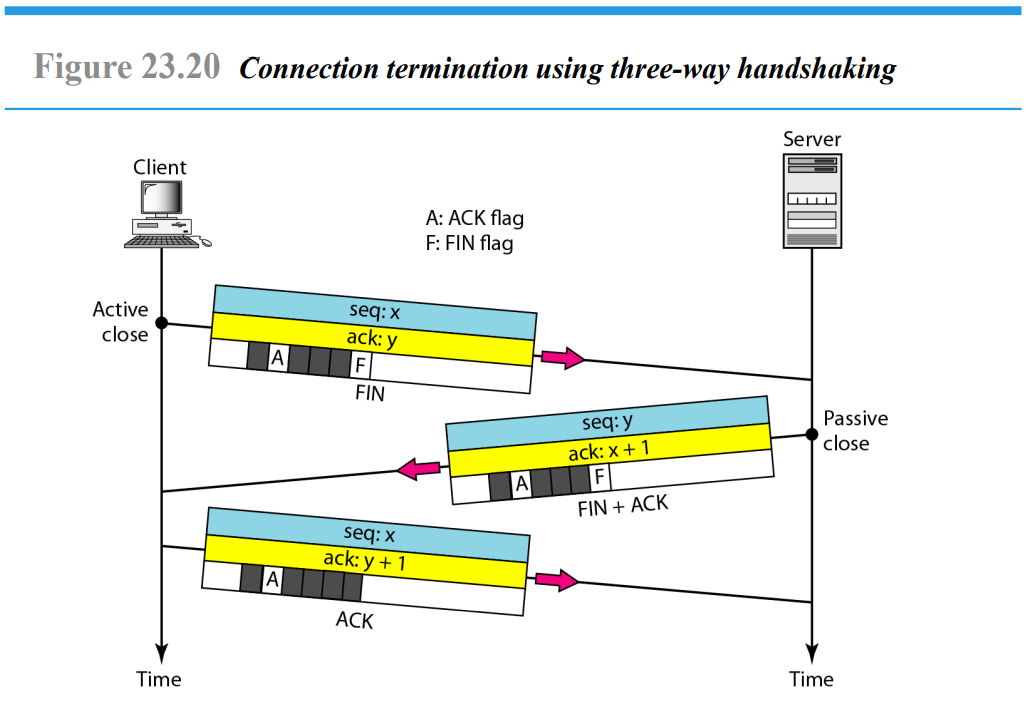 Figure 23.20 Connection termination using three-way handshaking
Server
Client
A: ACK flag
F: FIN flag
Active
close
seq: x
ack: y
A
F
FIN
seq: y
ack: x + 1
A
F
FIN + ACK
Passive
close
seq: x
ack: y + 1
A
ACK
Time
Time